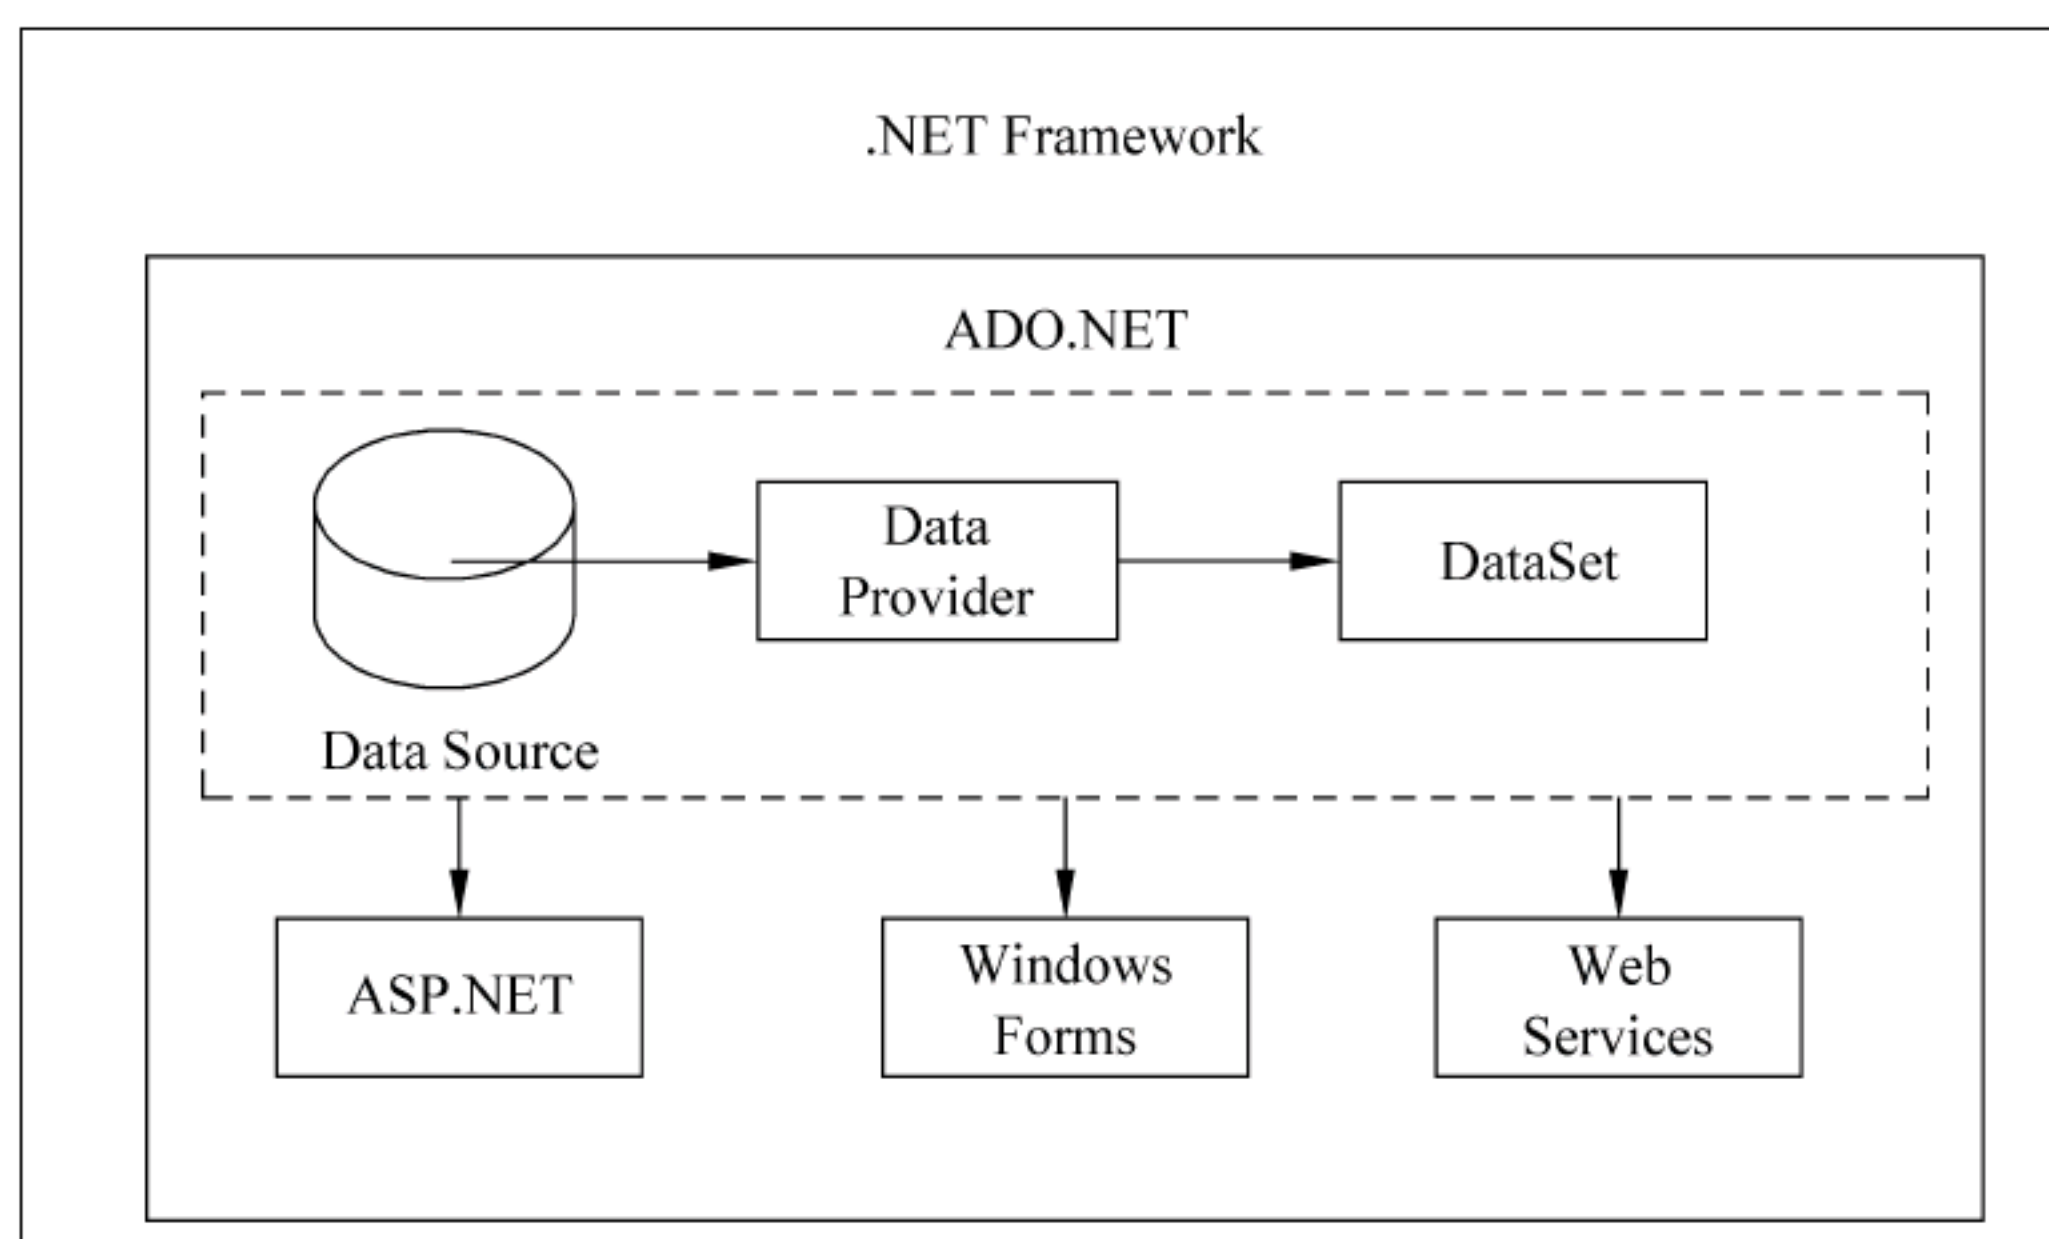 .NET Framework
ADO.NET
Data
Provider
DataSet
Data Source
ASP.NET
Windows
Forms
Web
Services